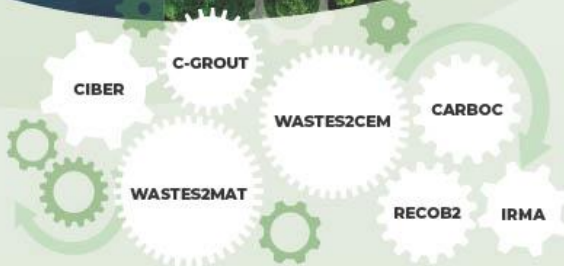 C-GROUT
CIBER
WASTES2CEM
CARBOC
WASTES2MAT
RECOB2
IRMA